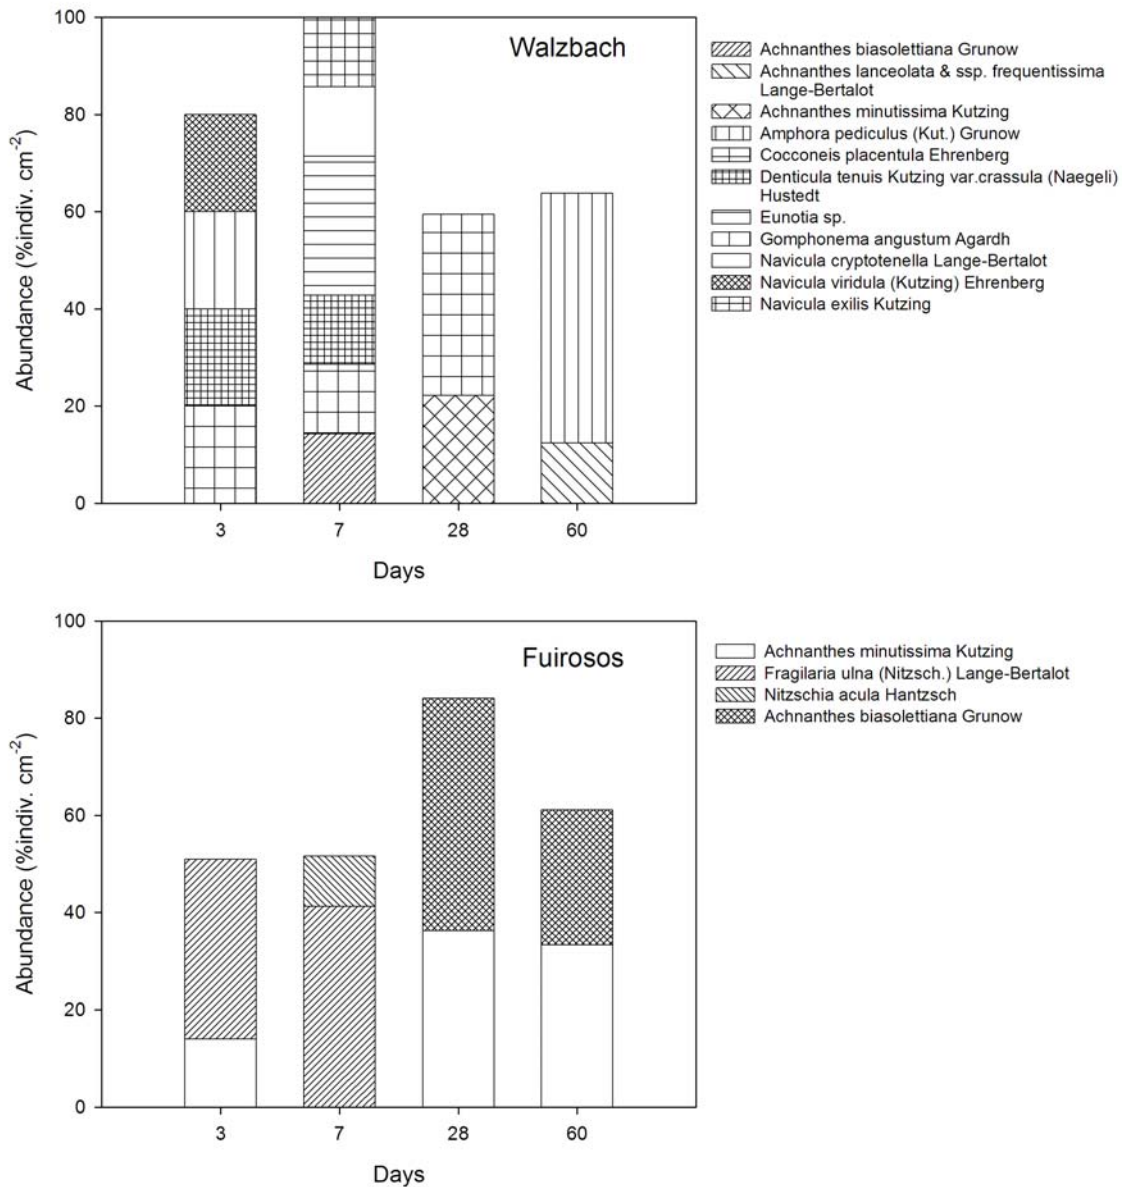 100
80
60
40
20
0
Abundance (%indiv. cm-2)
Walzbach
3 7 28 60
Days
Achnanthes biasolettiana Grunow
Achnanthes lanceolata & ssp. frequentissima
Lange-Bertalot
Achnanthes minutissima Kutzing
Amphora pediculus (Kut.) Grunow
Cocconeis placentula Ehrenberg
Denticula tenuis Kutzing var.crassula (Naegeli)
Hustedt
Eunotia sp.
Gomphonema angustum Agardh
Navicula cryptotenella Lange-Bertalot
Navicula viridula (Kutzing) Ehrenberg
Navicula exilis Kutzing
100
80
60
40
20
0
Abundance (%indiv. cm-2)
Fuirosos
3 7 28 60
Days
Achnanthes minutissima Kutzing
Fragilaria ulna (Nitzsch.) Lange-Bertalot
Nitzschia acula Hantzsch
Achnanthes biasolettiana Grunow